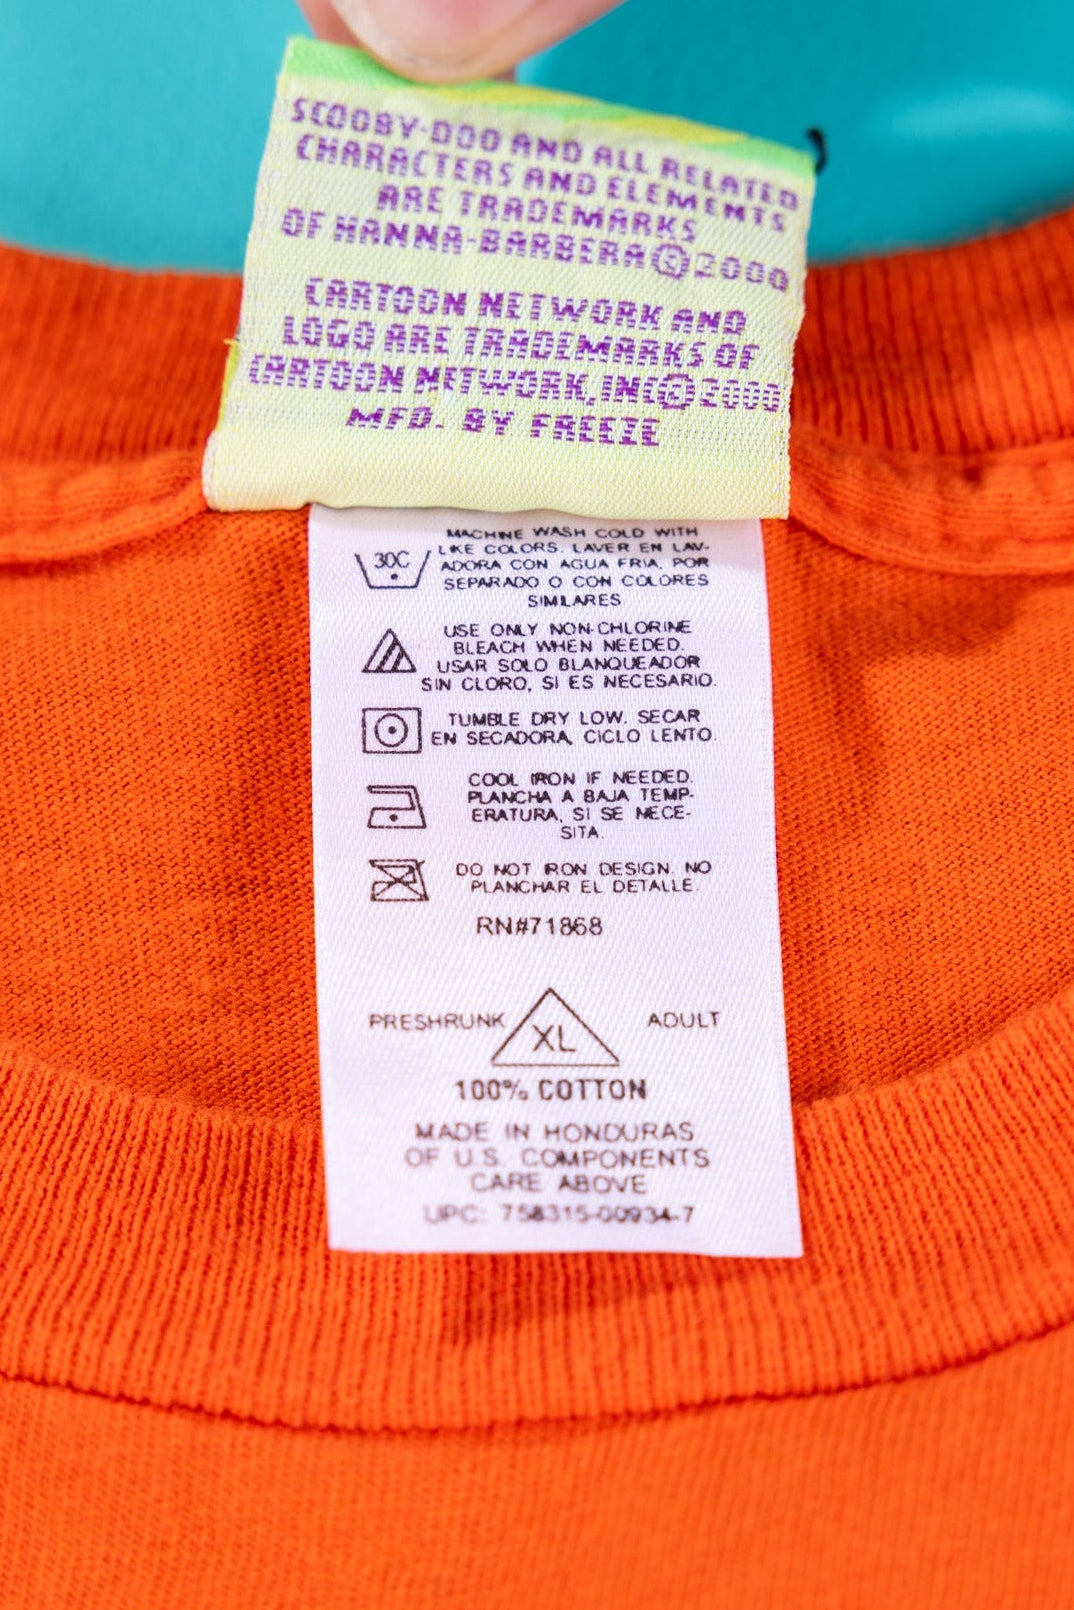 SCOOBY-DOO AND ALL RELATED
CHARACTERS AND ELEMENTS
ARE TRADEMARKS
OF HANNA-BARBERA © 2000
CARTOON NETWORK AND
LOGO ARE TRADEMARKS OF
CARTOON NETWORK, INC © 2000
MFD. BY FREEZE
30C
MACHINE WASH COLD WITH
LIKE COLORS. LAVER EN LAV-
ADORA CON AGUA FRIA, POR
SEPARADO O CON COLORES
SIMILARES
USE ONLY NON-CHLORINE
BLEACH WHEN NEEDED.
USAR SOLO BLANQUEADOR
SIN CLORO, SI ES NECESARIO.
TUMBLE DRY LOW. SECAR
EN SECADORA, CICLO LENTO.
COOL IRON IF NEEDED.
PLANCHA A BAJA TEMP-
ERATURA, SI SE NECE-
SITA.
DO NOT IRON DESIGN. NO
PLANCHAR EL DETALLE.
RN#71868
PRESHRUNK XL ADULT
100% COTTON
MADE IN HONDURAS
OF U.S. COMPONENTS
CARE ABOVE
UPC: 758315-00934-7